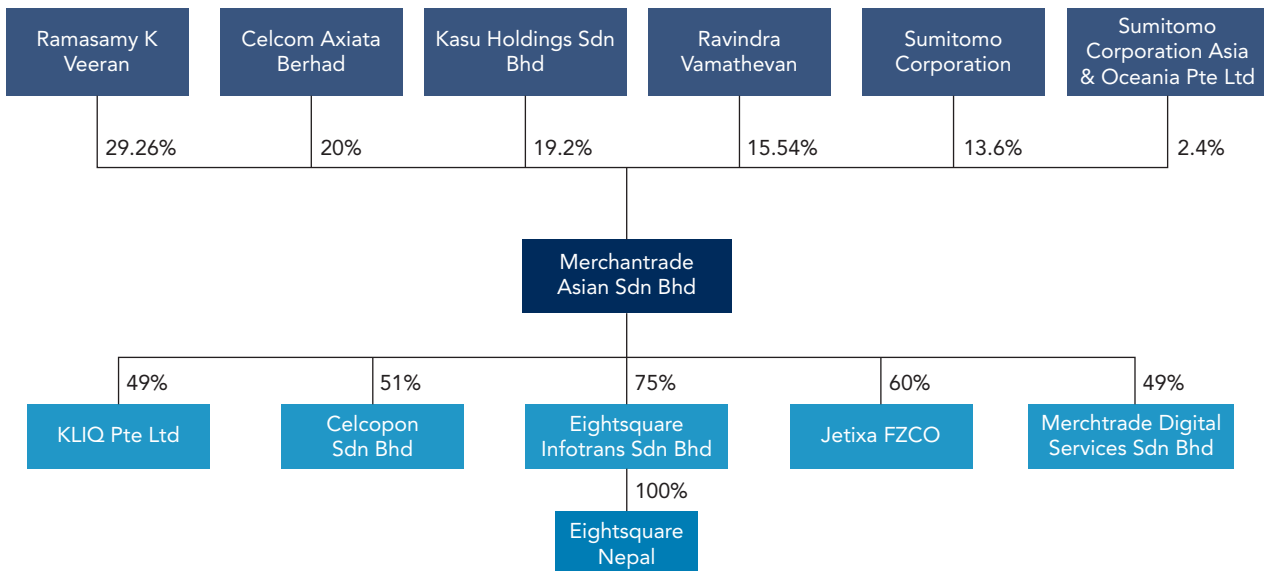 Ramasamy K
Veeran
Celcom Axiata
Berhad
Kasu Holdings Sdn
Bhd
Ravindra
Vamathevan
Sumitomo
Corporation
Sumitomo
Corporation Asia
& Oceania Pte Ltd
29.26%
20%
19.2%
15.54%
13.6%
2.4%
Merchantrade
Asian Sdn Bhd
49%
51%
75%
60%
49%
KLIQ Pte Ltd
Celcopon
Sdn Bhd
Eightsquare
Infotrans Sdn Bhd
Jetixa FZCO
Merchtrade Digital
Services Sdn Bhd
100%
Eightsquare
Nepal